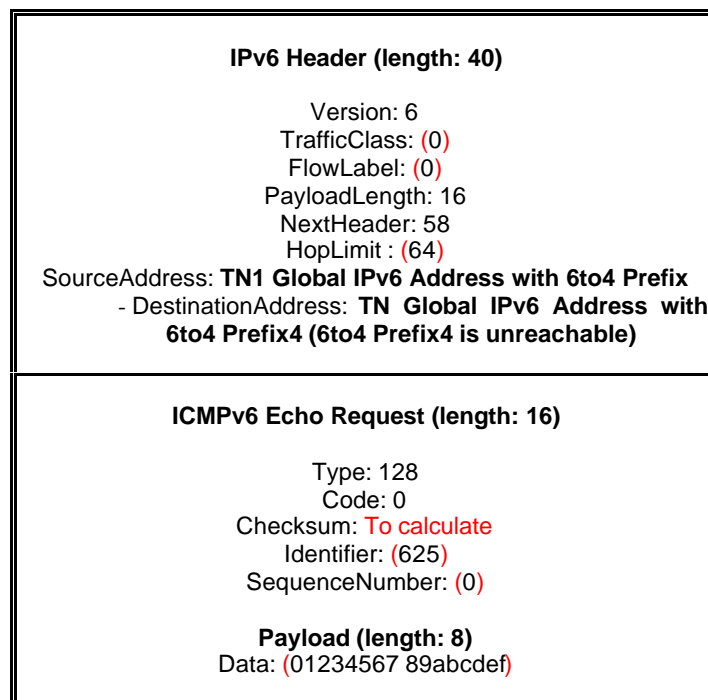 IPv6 Header (length: 40)
Version: 6
TrafficClass: (0)
FlowLabel: (0)
PayloadLength: 16
NextHeader: 58
HopLimit : (64)
SourceAddress: TN1 Global IPv6 Address with 6to4 Prefix
- DestinationAddress: TN Global IPv6 Address with
6to4 Prefix4 (6to4 Prefix4 is unreachable)
ICMPv6 Echo Request (length: 16)
Type: 128
Code: 0
Checksum: To calculate
Identifier: (625)
SequenceNumber: (0)
Payload (length: 8)
Data: (01234567 89abcdef)